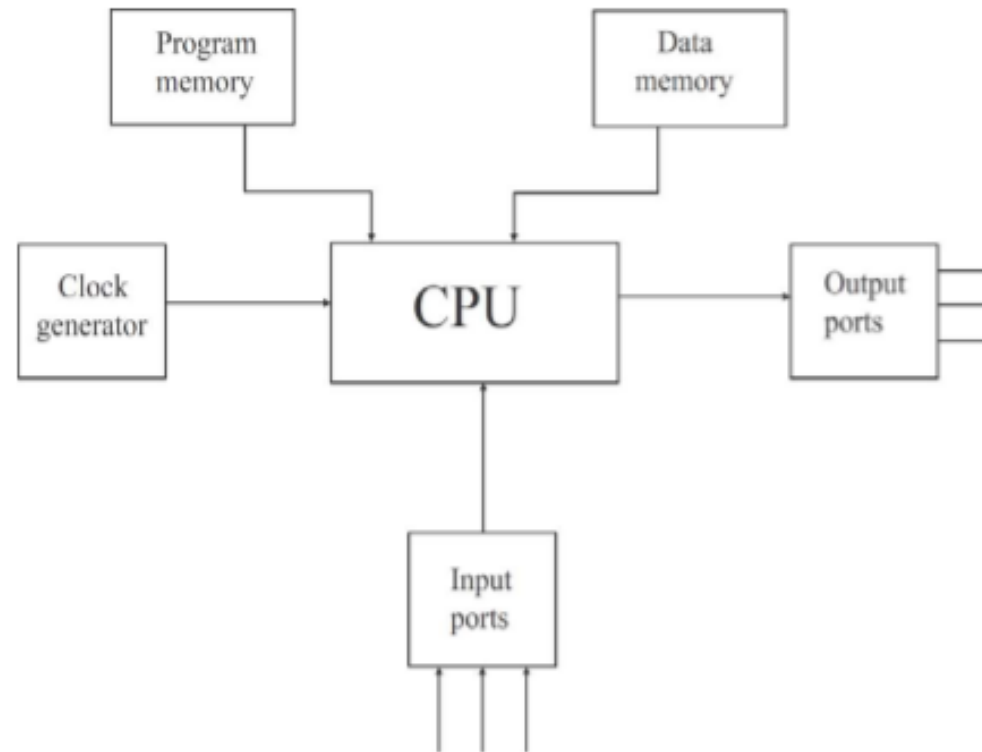 Program
memory
Data
memory
Clock
generator
CPU
Output
ports
Input
ports